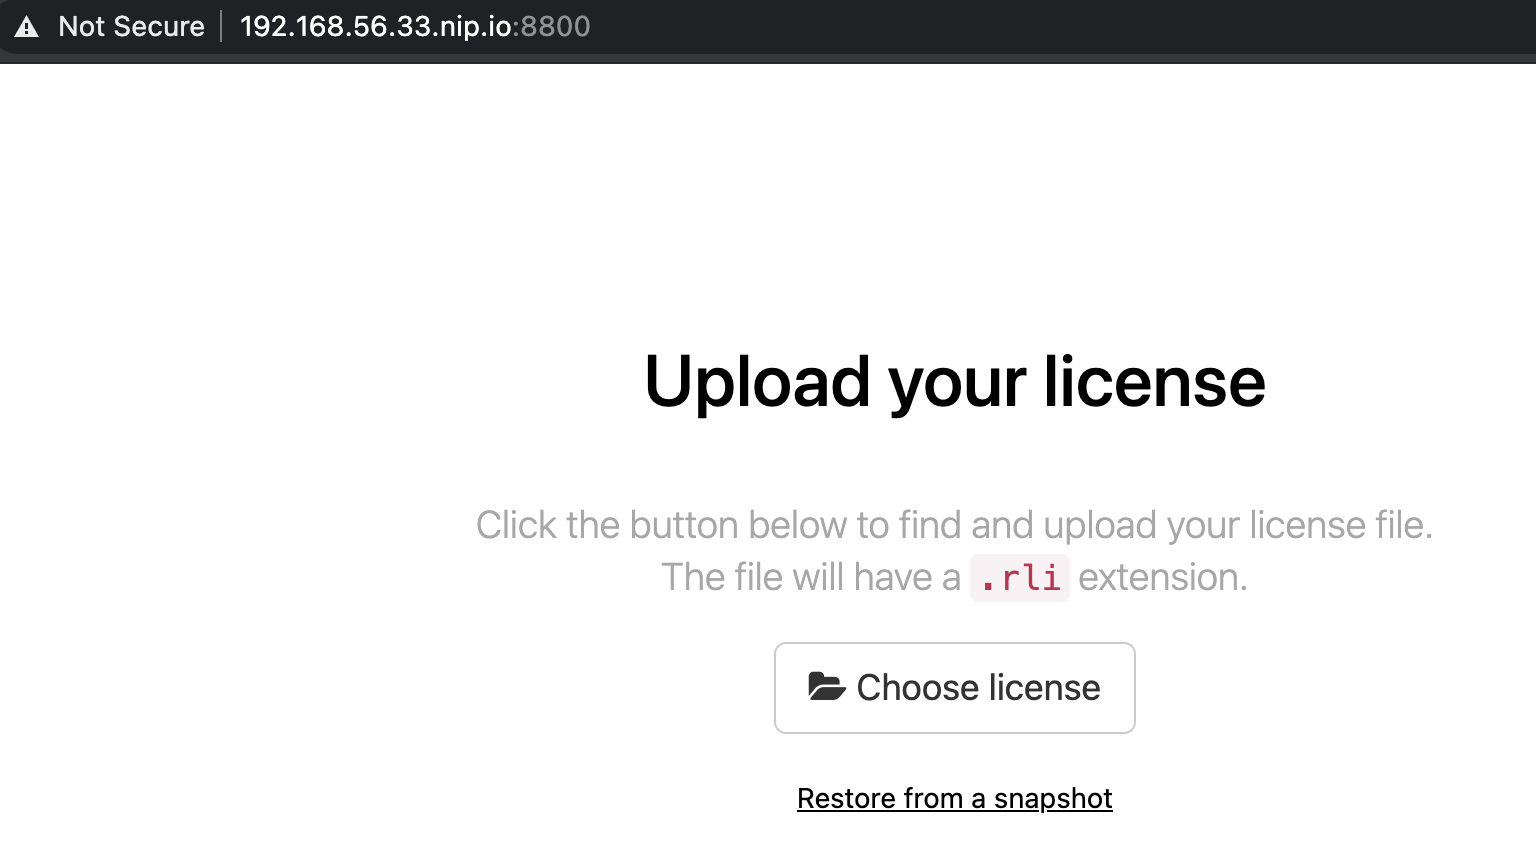 Not Secure 192.168.56.33.nip.io:8800
Upload your license
Click the button below to find and upload your license file.
The file will have a .rli extension.
Choose license
Restore from a snapshot